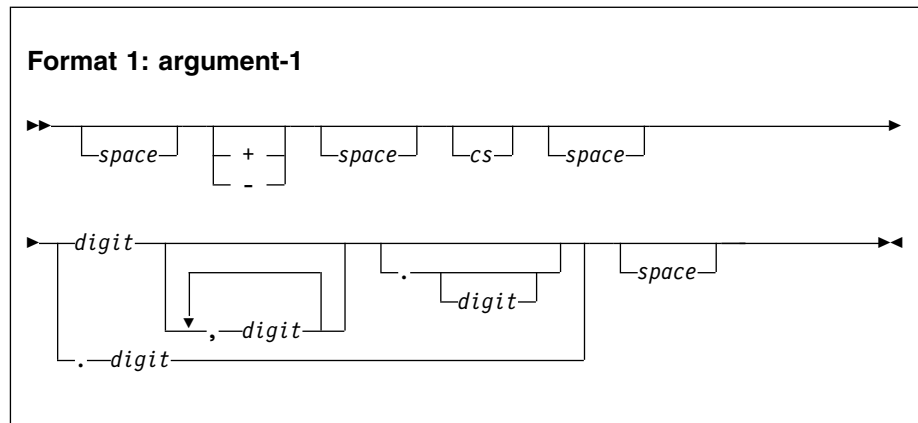 Format 1: argument-1
space + space cs space
-
digit . space
digit
, digit
. digit